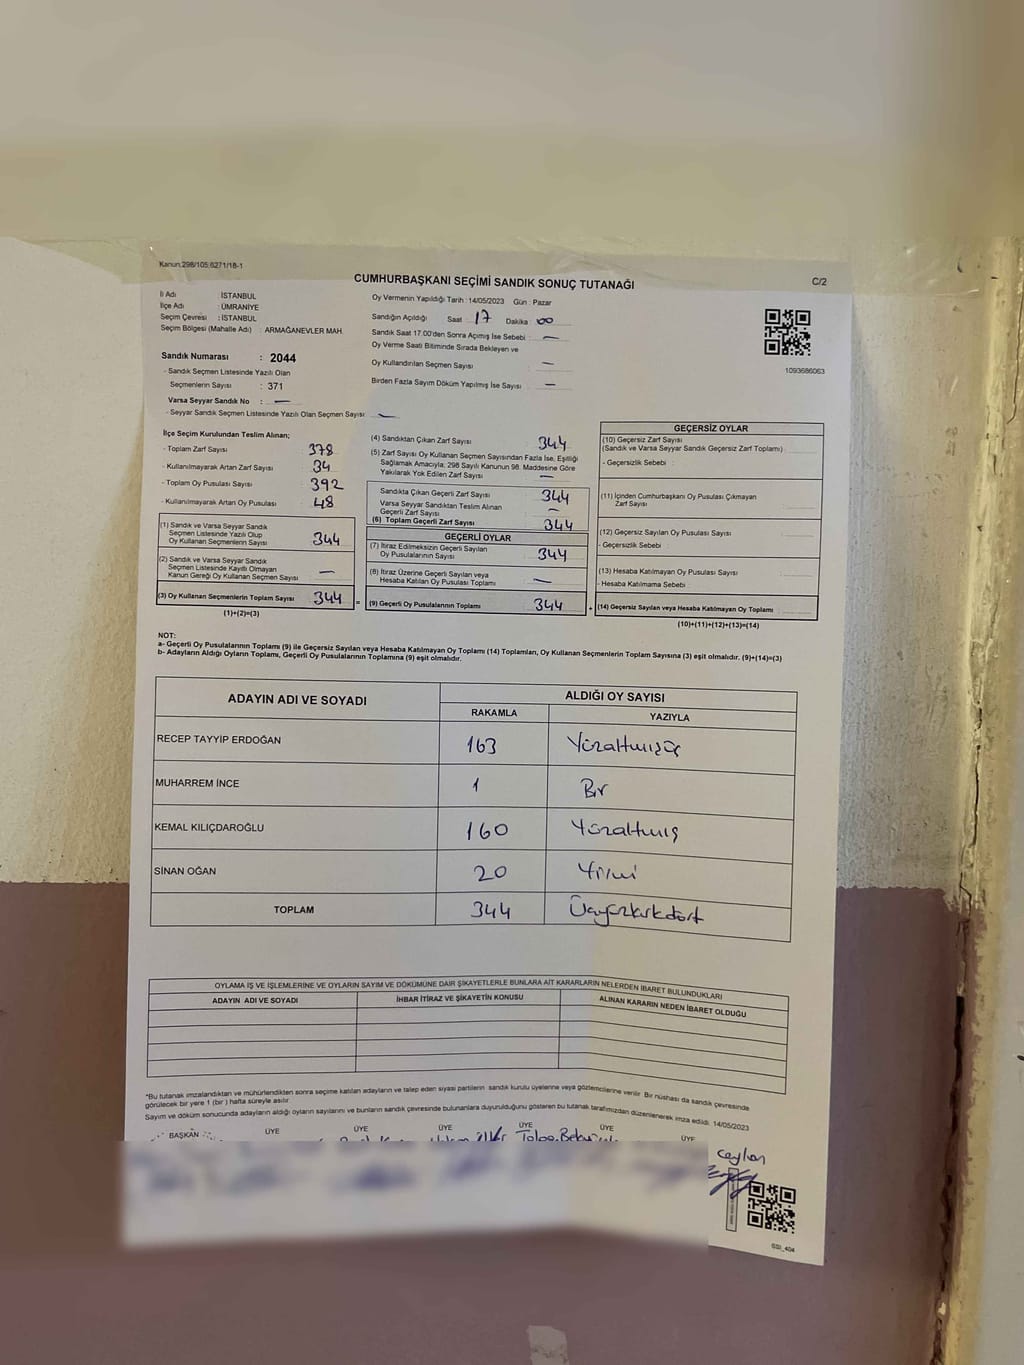 Kanun:298/105;6271/18-1
CUMHURBAŞKANI SEÇİMİ SANDIK SONUÇ TUTANAĞI
C/2
İl Adı : İSTANBUL
İlçe Adı : ÜMRANİYE
Seçim Çevresi : İSTANBUL
Seçim Bölgesi (Mahalle Adı) : ARMAĞANEVLER MAH.
Sandık Numarası : 2044
- Sandık Seçmen Listesinde Yazılı Olan
Seçmenlerin Sayısı : 371
Varsa Seyyar Sandık No : —
- Seyyar Sandık Seçmen Listesinde Yazılı Olan Seçmen Sayısı : —
Oy Vermenin Yapıldığı Tarih : 14/05/2023 Gün : Pazar
Sandığın Açıldığı Saat : 17 Dakika : 00
Sandık Saat 17.00'den Sonra Açımış İse Sebebi : —
Oy Verme Saati Bitiminde Sırada Bekleyen ve
Oy Kullandırılan Seçmen Sayısı : —
Birden Fazla Sayım Döküm Yapılmış İse Sayısı : —
1093686063
İlçe Seçim Kurulundan Teslim Alınan;
- Toplam Zarf Sayısı : 378
- Kullanılmayarak Artan Zarf Sayısı : 34
- Toplam Oy Pusulası Sayısı : 392
- Kullanılmayarak Artan Oy Pusulası : 48
(1) Sandık ve Varsa Seyyar Sandık
Seçmen Listesinde Yazılı Olup
Oy Kullanan Seçmenlerin Sayısı : 344
(2) Sandık ve Varsa Seyyar Sandık
Seçmen Listesinde Kayıtlı Olmayan
Kanun Gereği Oy Kullanan Seçmen Sayısı : —
(3) Oy Kullanan Seçmenlerin Toplam Sayısı : 344
(1)+(2)=(3)
(4) Sandıktan Çıkan Zarf Sayısı : 344
(5) Zarf Sayısı Oy Kullanan Seçmen Sayısından Fazla İse, Eşitliği
Sağlamak Amacıyla; 298 Sayılı Kanunun 98. Maddesine Göre
Yakılarak Yok Edilen Zarf Sayısı : —
Sandıkta Çıkan Geçerli Zarf Sayısı : 344
Varsa Seyyar Sandıktan Teslim Alınan
Geçerli Zarf Sayısı : —
(6) Toplam Geçerli Zarf Sayısı : 344
GEÇERLİ OYLAR
(7) İtiraz Edilmeksizin Geçerli Sayılan
Oy Pusulalarının Sayısı : 344
(8) İtiraz Üzerine Geçerli Sayılan veya
Hesaba Katılan Oy Pusulası Toplamı : —
= (9) Geçerli Oy Pusulalarının Toplamı : 344
GEÇERSİZ OYLAR
(10) Geçersiz Zarf Sayısı
(Sandık ve Varsa Seyyar Sandık Geçersiz Zarf Toplamı) :
- Geçersizlik Sebebi :
(11) İçinden Cumhurbaşkanı Oy Pusulası Çıkmayan
Zarf Sayısı :
(12) Geçersiz Sayılan Oy Pusulası Sayısı :
- Geçersizlik Sebebi :
(13) Hesaba Katılmayan Oy Pusulası Sayısı :
- Hesaba Katılmama Sebebi :
+ (14) Geçersiz Sayılan veya Hesaba Katılmayan Oy Toplamı :
(10)+(11)+(12)+(13)=(14)
NOT:
a- Geçerli Oy Pusulalarının Toplamı (9) ile Geçersiz Sayılan veya Hesaba Katılmayan Oy Toplamı (14) Toplamları, Oy Kullanan Seçmenlerin Toplam Sayısına (3) eşit olmalıdır. (9)+(14)=(3)
b- Adayların Aldığı Oyların Toplamı, Geçerli Oy Pusulalarının Toplamına (9) eşit olmalıdır.
ADAYIN ADI VE SOYADI ALDIĞI OY SAYISI
RAKAMLA YAZIYLA
RECEP TAYYİP ERDOĞAN 163 Yüzaltmışüç
MUHARREM İNCE 1 Bir
KEMAL KILIÇDAROĞLU 160 Yüzaltmış
SİNAN OĞAN 20 Yirmi
TOPLAM 344 Üçyüzkırkdört
OYLAMA İŞ VE İŞLEMLERİNE VE OYLARIN SAYIM VE DÖKÜMÜNE DAİR ŞİKAYETLERLE BUNLARA AİT KARARLARIN NELERDEN İBARET BULUNDUKLARI
ADAYIN ADI VE SOYADI İHBAR İTİRAZ VE ŞİKAYETİN KONUSU ALINAN KARARIN NEDEN İBARET OLDUĞU
*Bu tutanak imzalandıktan ve mühürlendikten sonra seçime katılan adayların ve talep eden siyasi partilerin sandık kurulu üyelerine veya gözlemcilerine verilir. Bir nüshası da sandık çevresinde
görülecek bir yere 1 (bir) hafta süreyle asılır.
Sayım ve döküm sonucunda adayların aldığı oyların sayılarını ve bunların sandık çevresinde bulunanlara duyurulduğunu gösteren bu tutanak tarafımızdan düzenlenerek imza edildi. 14/05/2023
BAŞKAN ÜYE ÜYE ÜYE ÜYE ÜYE ÜYE
Ceylan
GSI_404